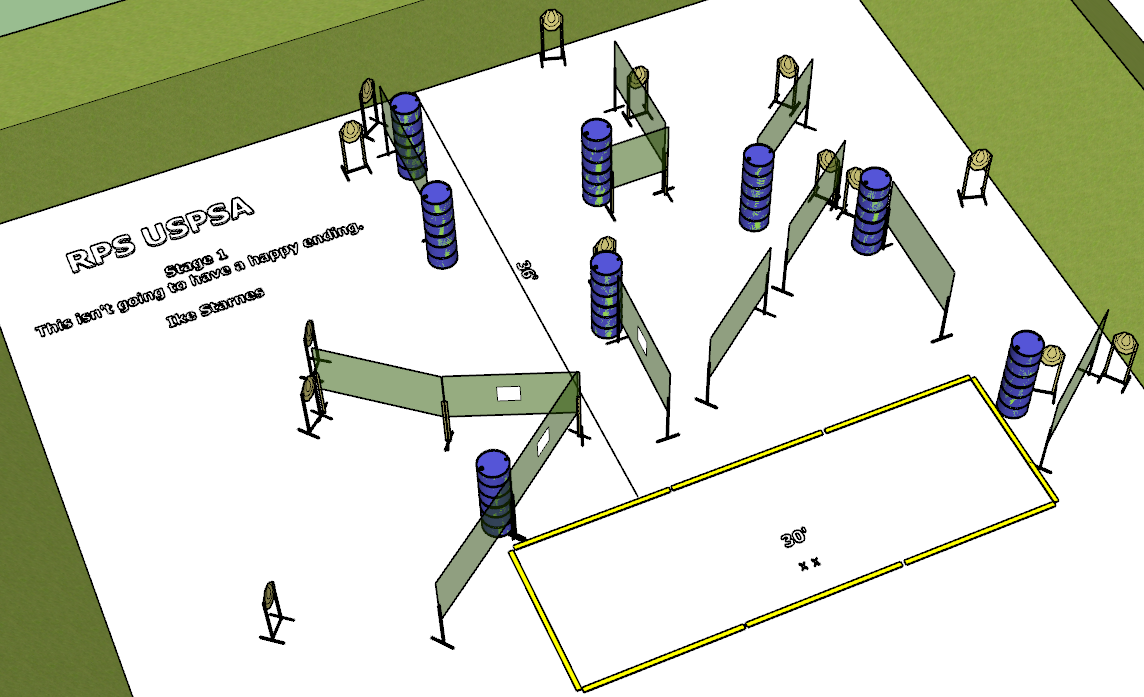 RPS USPSA
Stage 1
This isn't going to have a happy ending.
Ike Starnes
36'
30'
x x